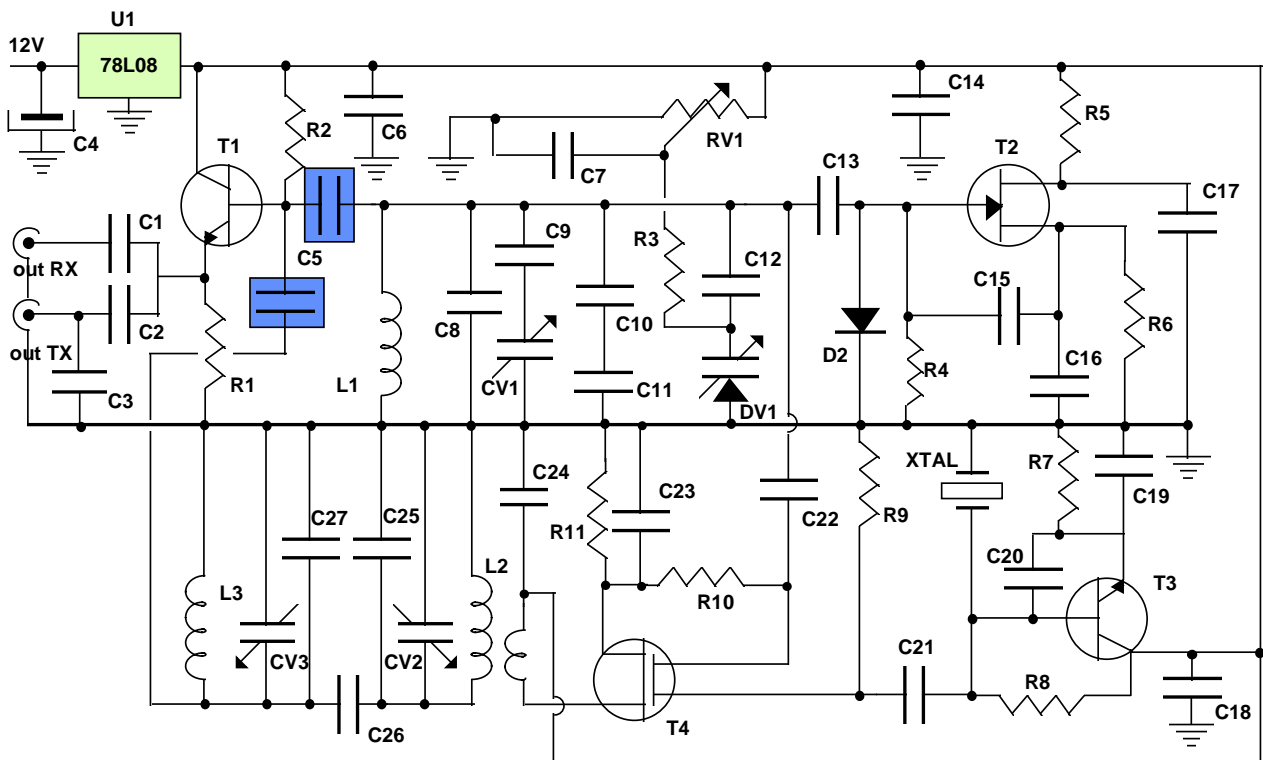 U1
12V
78L08
C4
R2
C6
RV1
C14
R5
T1
C7
C13
T2
C17
C1
out RX
C5
C9
R3
C12
C15
C2
out TX
C8
C10
D2
R6
R4
C16
C3
R1
L1
CV1
C11
DV1
XTAL
R7
C24
C19
C27
C25
C23
C22
R9
R11
L2
C20
T3
L3
R10
CV3
CV2
C21
R8
C26
T4
C18